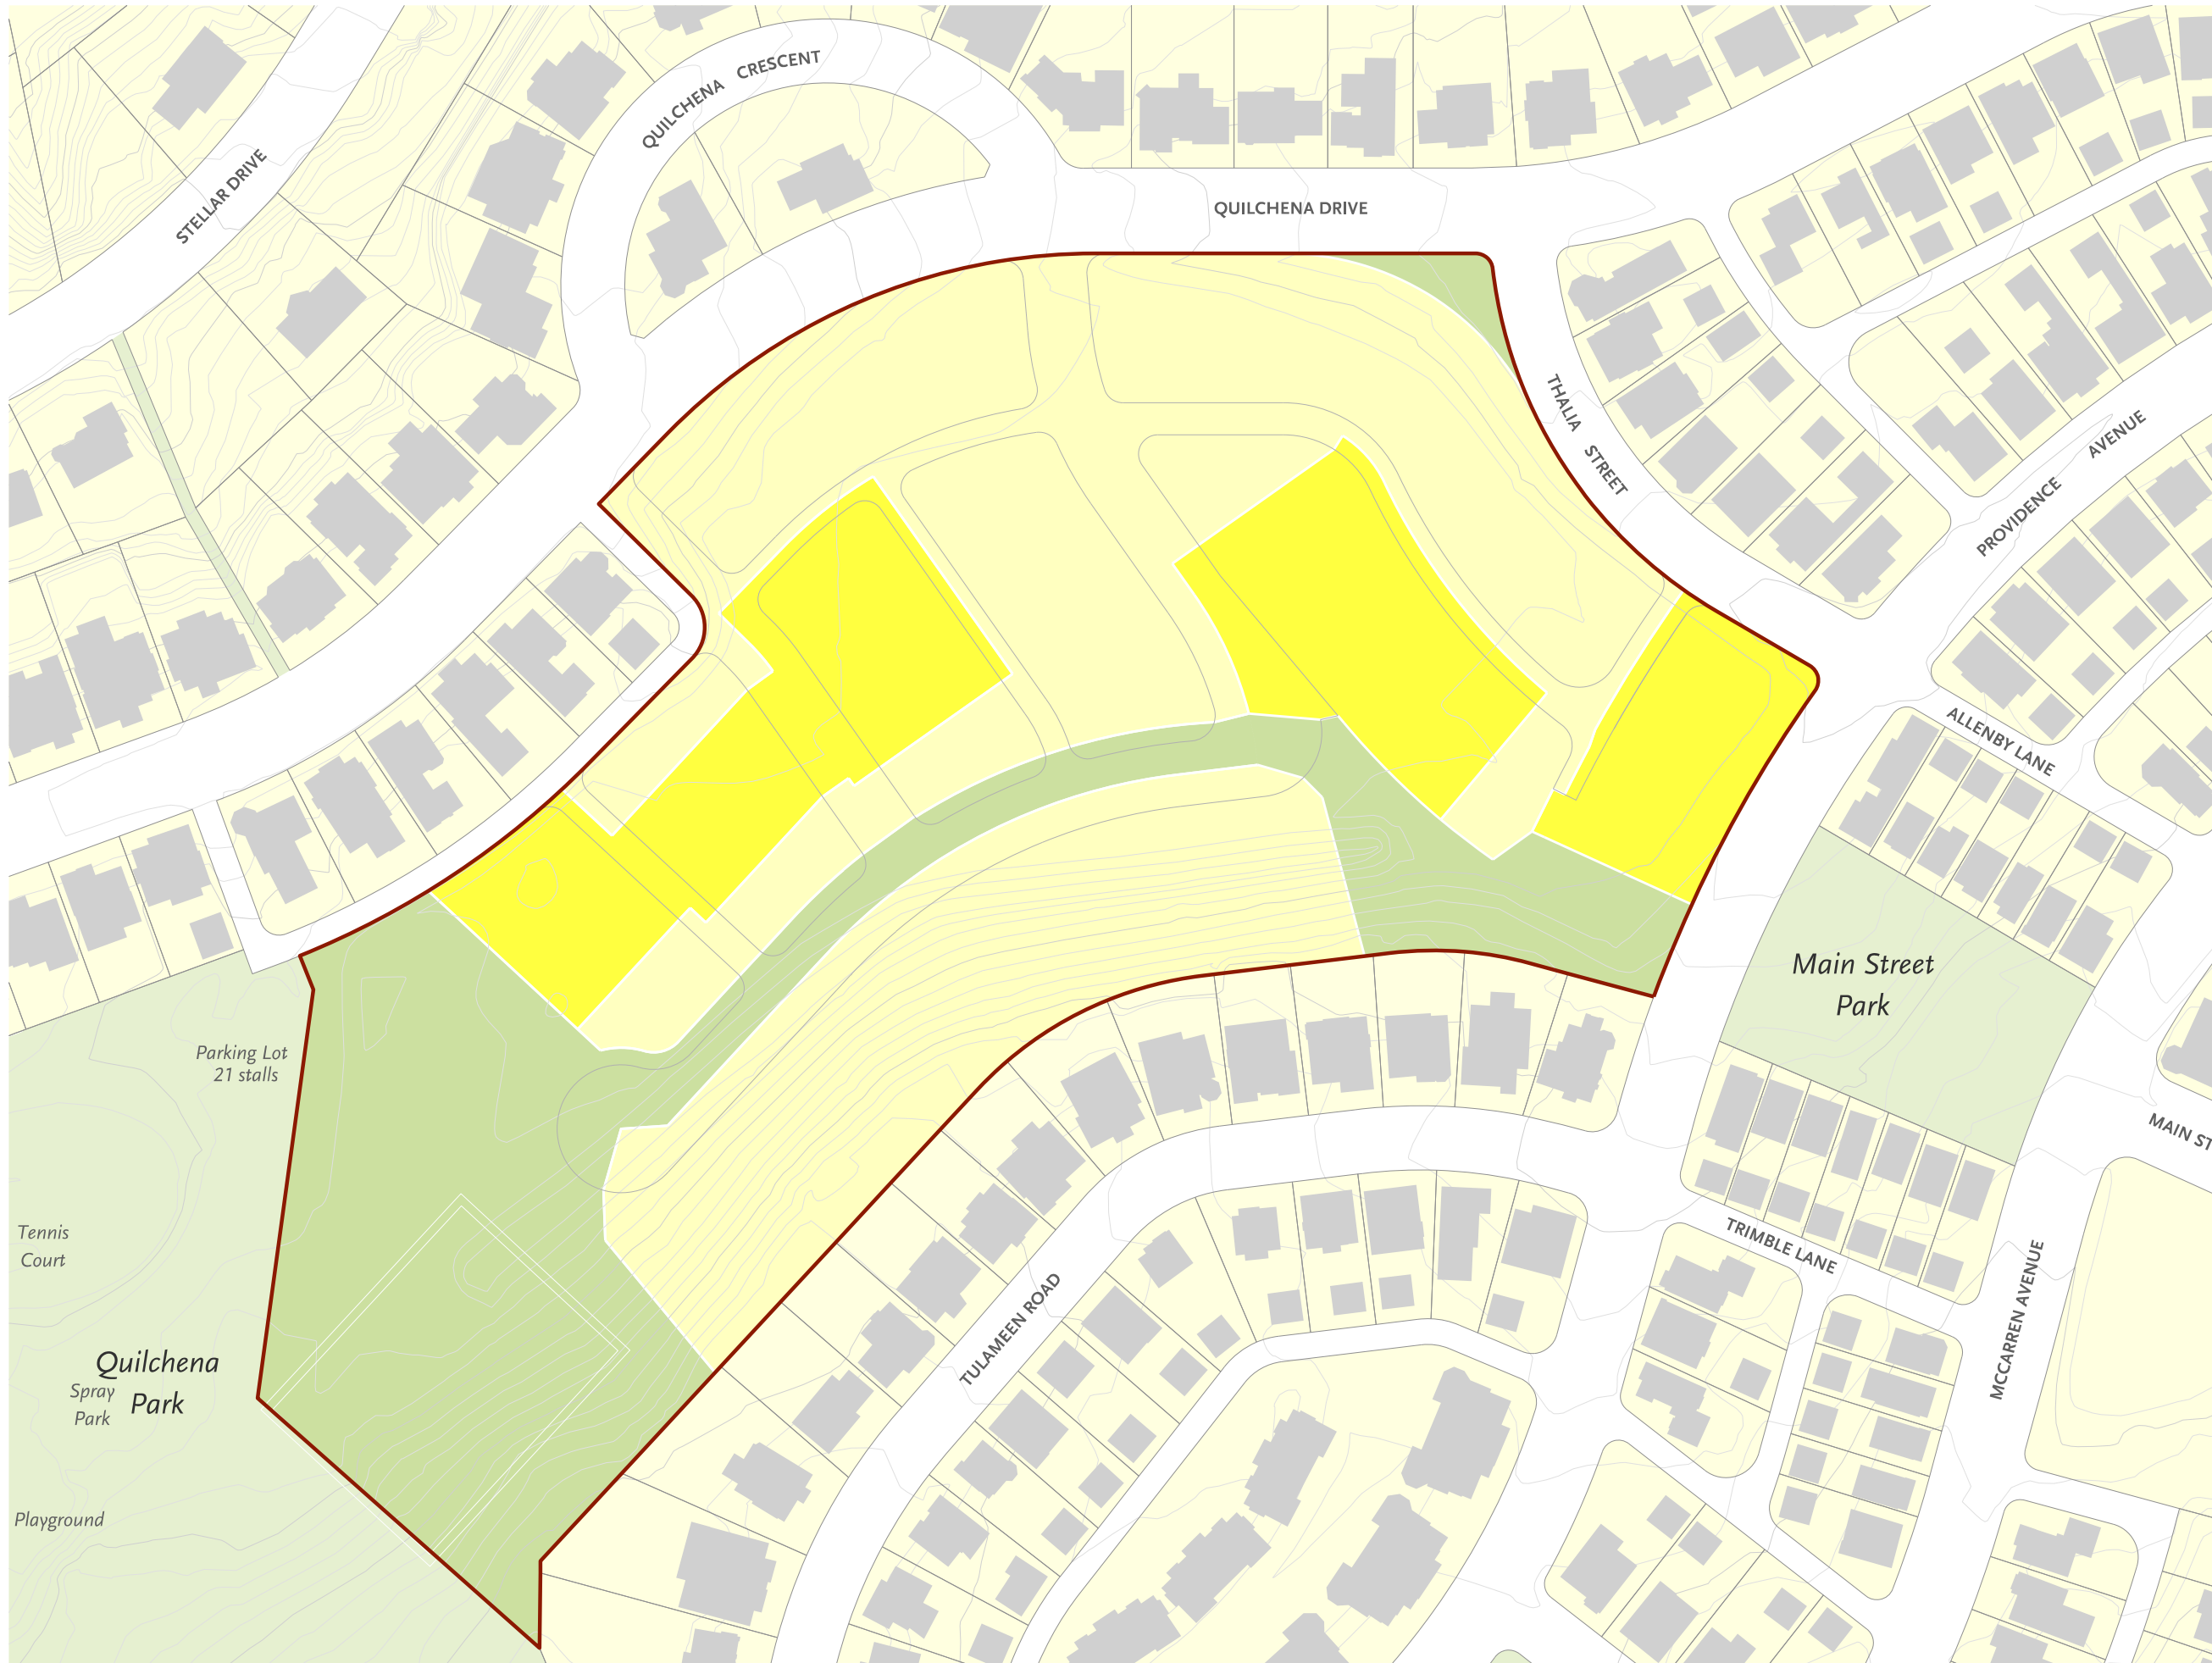 QUILCHENA CRESCENT
STELLAR DRIVE
QUILCHENA DRIVE
THALIA STREET
PROVIDENCE AVENUE
ALLENBY LANE
Main Street
Park
Parking Lot
21 stalls
MAIN ST
Tennis
Court
TRIMBLE LANE
MCCARREN AVENUE
TULAMEEN ROAD
Quilchena
Park
Spray
Park
Playground